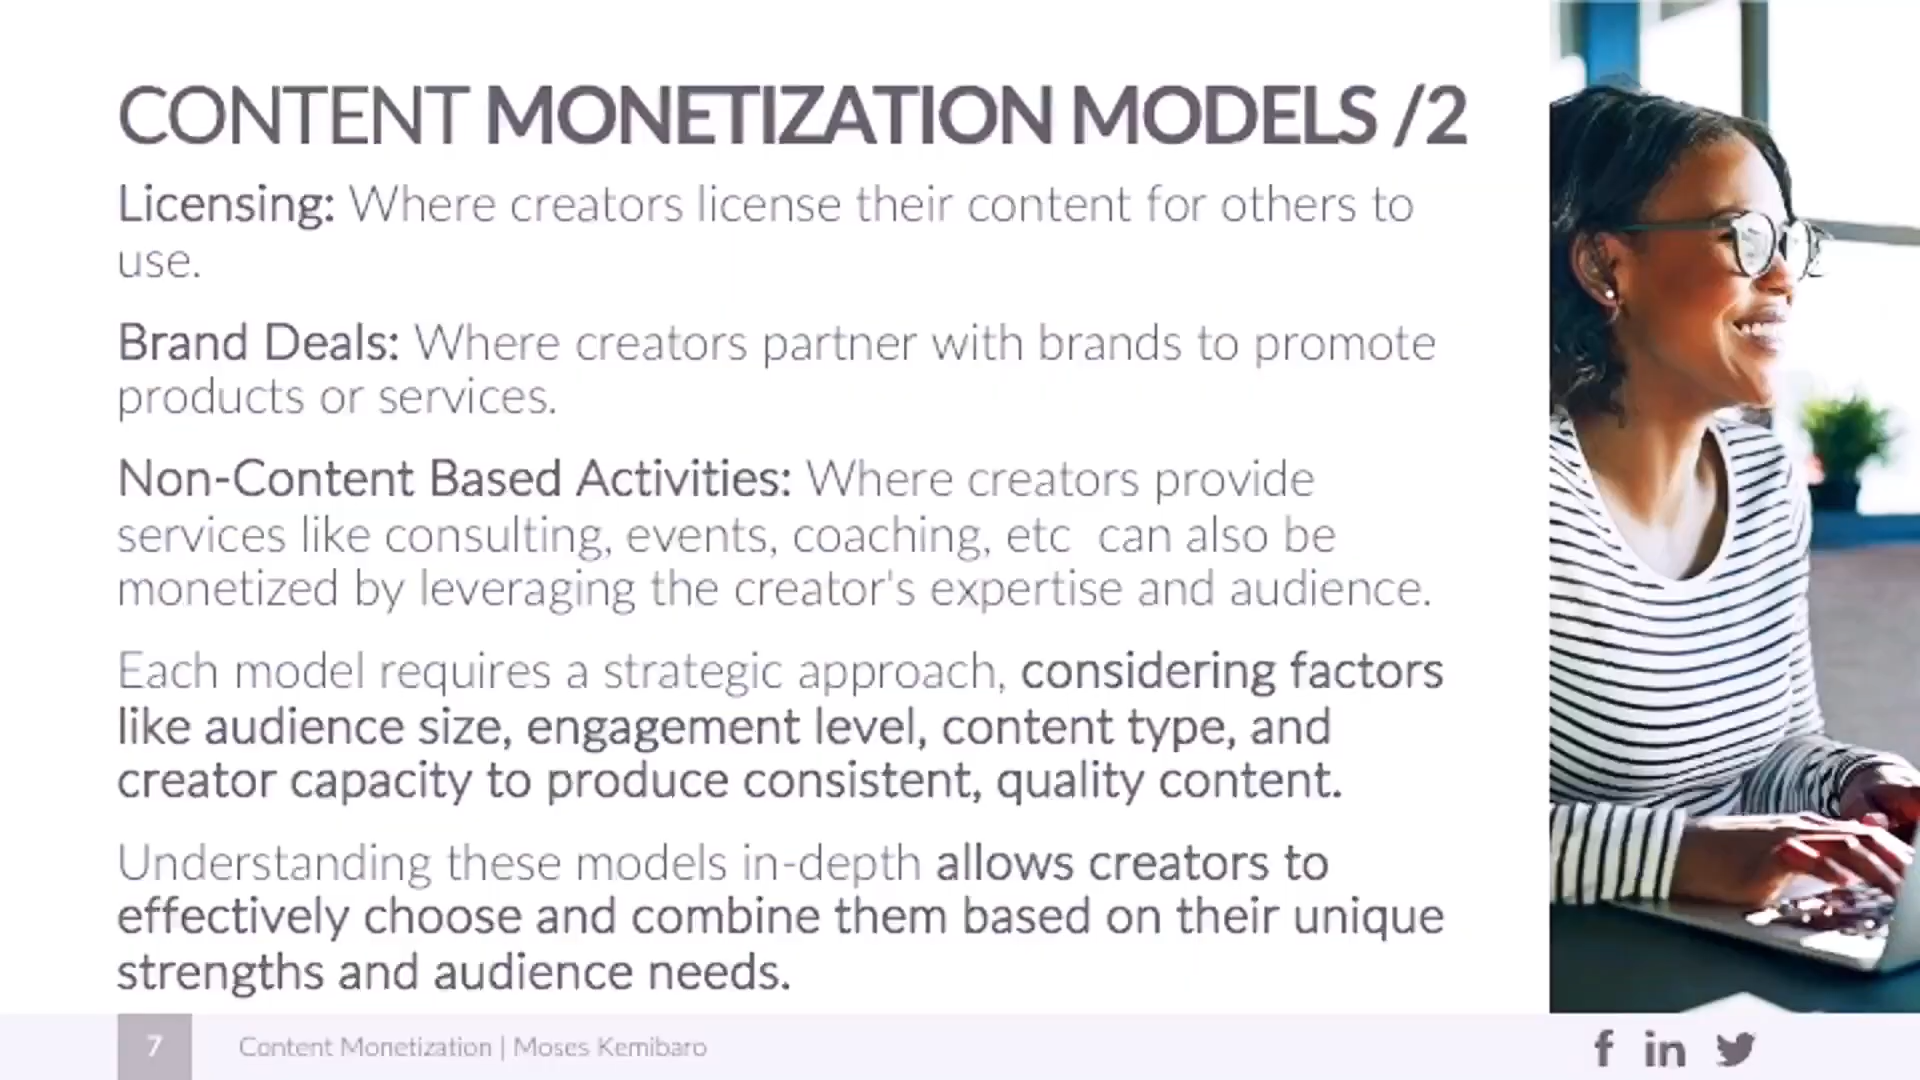 CONTENT MONETIZATION MODELS /2
Licensing: Where creators license their content for others to
use.
Brand Deals: Where creators partner with brands to promote
products or services.
Non-Content Based Activities: Where creators provide
services like consulting, events, coaching, etc  can also be
monetized by leveraging the creator's expertise and audience.
Each model requires a strategic approach, considering factors
like audience size, engagement level, content type, and
creator capacity to produce consistent, quality content.
Understanding these models in-depth allows creators to
effectively choose and combine them based on their unique
strengths and audience needs.
7
Content Monetization | Moses Kemibaro
f in